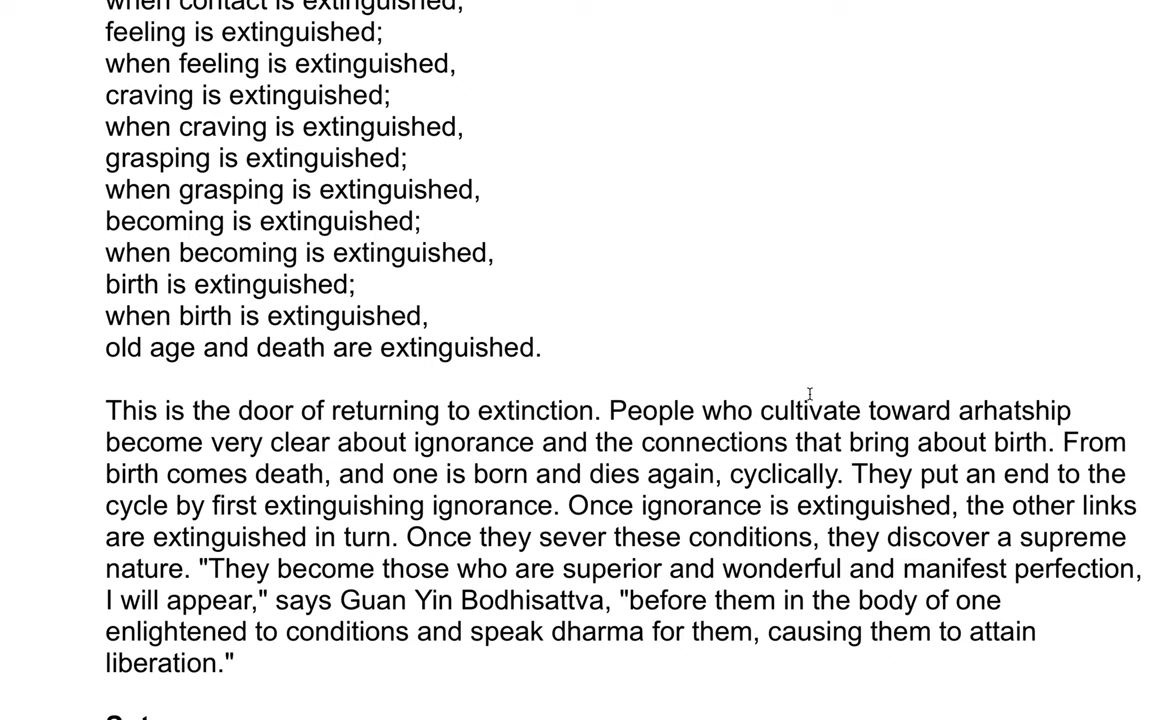 when contact is extinguished,
feeling is extinguished;
when feeling is extinguished,
craving is extinguished;
when craving is extinguished,
grasping is extinguished;
when grasping is extinguished,
becoming is extinguished;
when becoming is extinguished,
birth is extinguished;
when birth is extinguished,
old age and death are extinguished.
This is the door of returning to extinction. People who cultivate toward arhatship
become very clear about ignorance and the connections that bring about birth. From
birth comes death, and one is born and dies again, cyclically. They put an end to the
cycle by first extinguishing ignorance. Once ignorance is extinguished, the other links
are extinguished in turn. Once they sever these conditions, they discover a supreme
nature. "They become those who are superior and wonderful and manifest perfection,
I will appear," says Guan Yin Bodhisattva, "before them in the body of one
enlightened to conditions and speak dharma for them, causing them to attain
liberation."